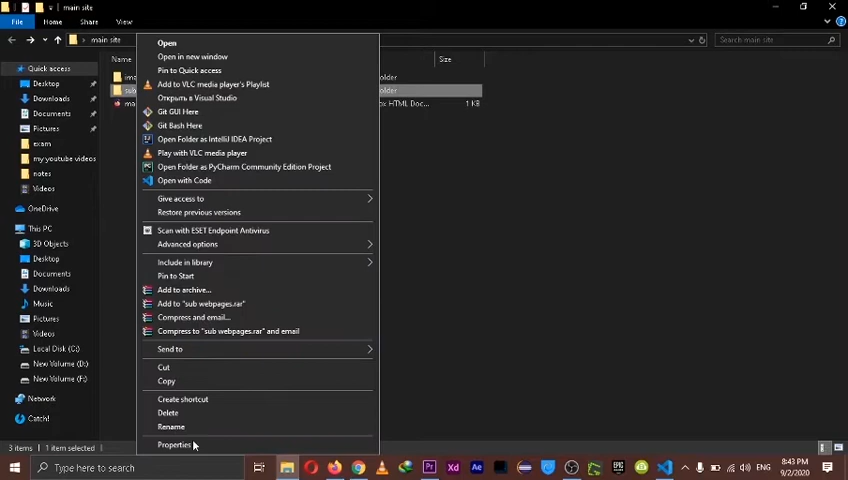 main site
File Home Share View
main site
Search main site
Name Size
Quick access
Desktop
Downloads
Documents
Pictures
exam
my youtube videos
notes
Videos
OneDrive
This PC
3D Objects
Desktop
Documents
Downloads
Music
Pictures
Videos
Local Disk (C:)
New Volume (D:)
New Volume (F:)
Network
Catch!
older
older
ox HTML Doc... 1 KB
Open
Open in new window
Pin to Quick access
Add to VLC media player's Playlist
Открыть в Visual Studio
Git GUI Here
Git Bash Here
Open Folder as IntelliJ IDEA Project
Play with VLC media player
Open Folder as PyCharm Community Edition Project
Open with Code
Give access to
Restore previous versions
Scan with ESET Endpoint Antivirus
Advanced options
Include in library
Pin to Start
Add to archive...
Add to "sub webpages.rar"
Compress and email...
Compress to "sub webpages.rar" and email
Send to
Cut
Copy
Create shortcut
Delete
Rename
Properties
3 items 1 item selected
Type here to search
ENG
8:43 PM
9/2/2020